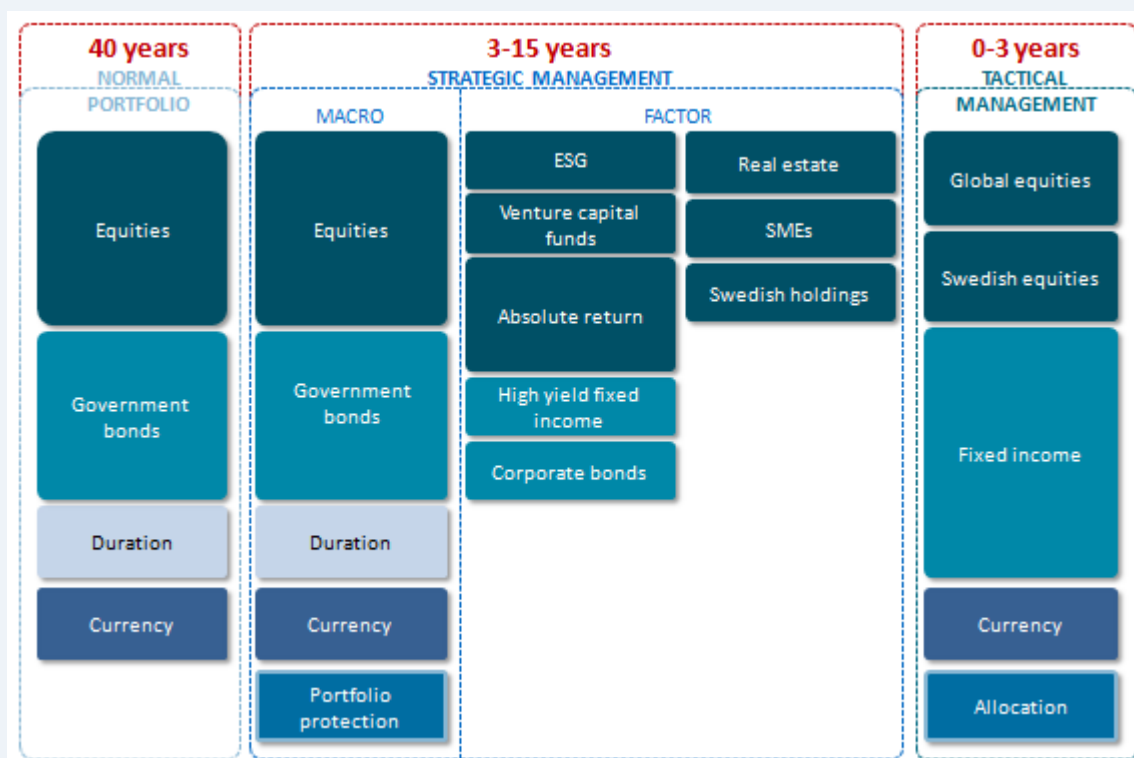 40 years
NORMAL
PORTFOLIO
Equities
Government
bonds
Duration
Currency
3-15 years
STRATEGIC MANAGEMENT
MACRO
Equities
Government
bonds
Duration
Currency
Portfolio
protection
FACTOR
ESG
Venture capital
funds
Absolute return
High yield fixed
income
Corporate bonds
Real estate
SMEs
Swedish holdings
0-3 years
TACTICAL
MANAGEMENT
Global equities
Swedish equities
Fixed income
Currency
Allocation